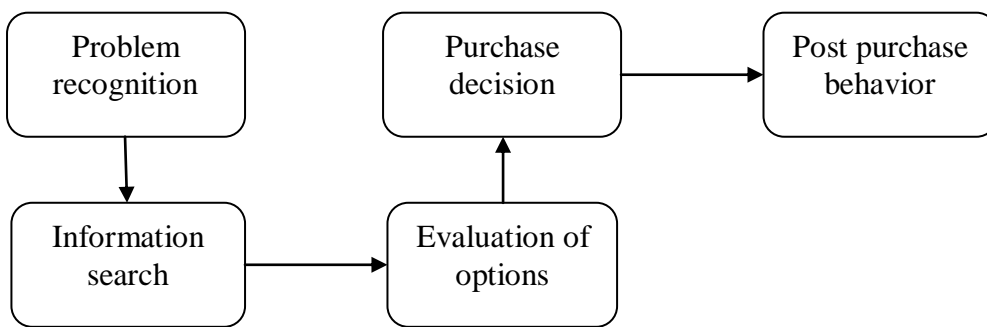 Problem
recognition
Information
search
Evaluation of
options
Purchase
decision
Post purchase
behavior